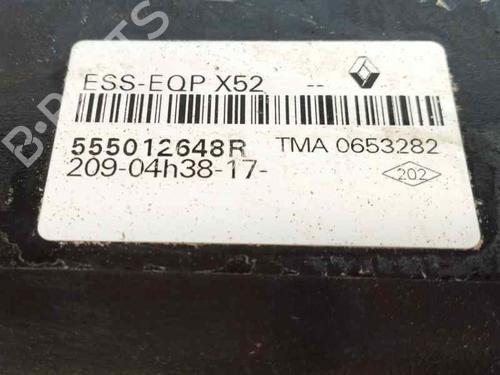 ESS-EQP X52 --
555012648R TMA 0653282
209-04h38-17-
202
B-PARTS